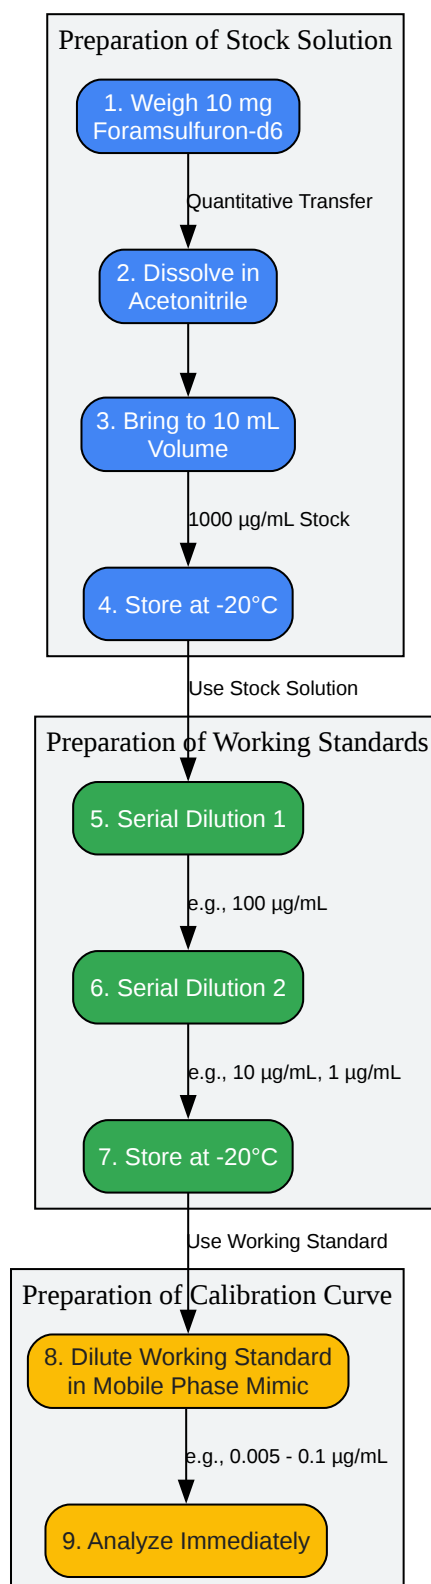 Preparation of Stock Solution
1. Weigh 10 mg
Foramsulfuron-d6
Quantitative Transfer
2. Dissolve in
Acetonitrile
3. Bring to 10 mL
Volume
1000 µg/mL Stock
4. Store at -20°C
Use Stock Solution
Preparation of Working Standards
5. Serial Dilution 1
e.g., 100 µg/mL
6. Serial Dilution 2
e.g., 10 µg/mL, 1 µg/mL
7. Store at -20°C
Use Working Standard
Preparation of Calibration Curve
8. Dilute Working Standard
in Mobile Phase Mimic
e.g., 0.005 - 0.1 µg/mL
9. Analyze Immediately